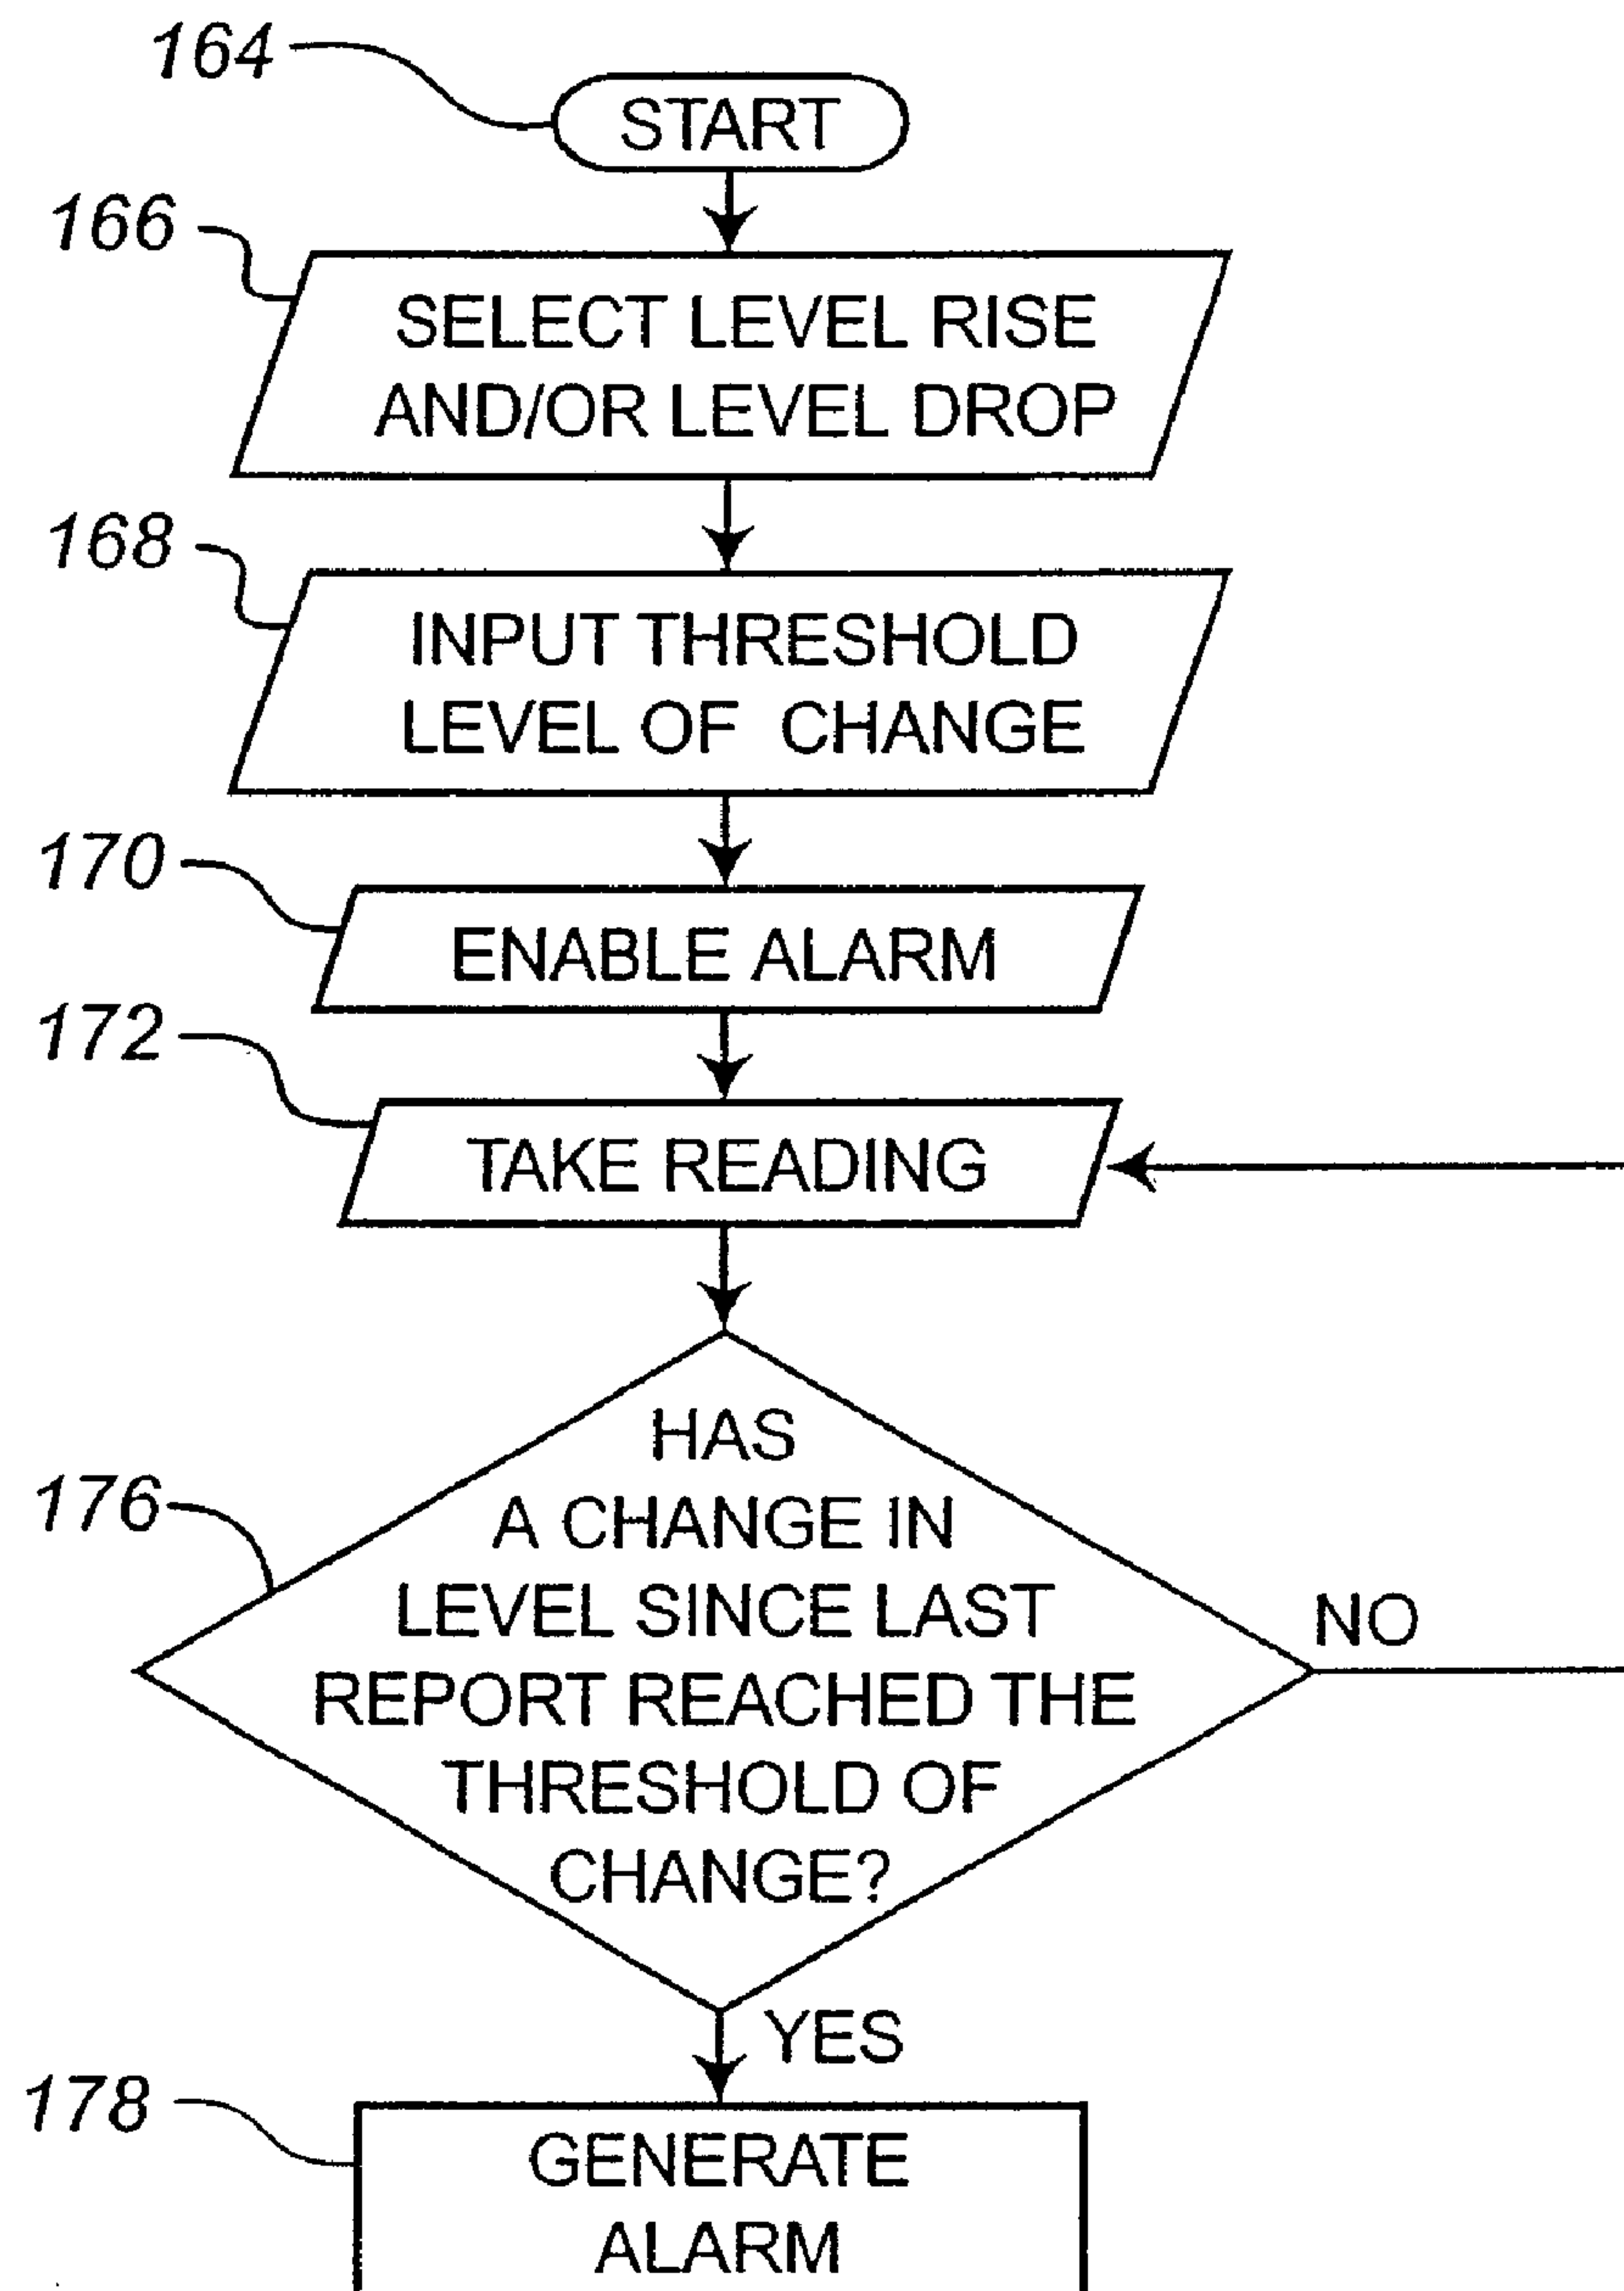 164
START
166
SELECT LEVEL RISE
AND/OR LEVEL DROP
168
INPUT THRESHOLD
LEVEL OF CHANGE
170
ENABLE ALARM
172
TAKE READING
176
HAS
A CHANGE IN
LEVEL SINCE LAST
REPORT REACHED THE
THRESHOLD OF
CHANGE?
NO
YES
178
GENERATE
ALARM